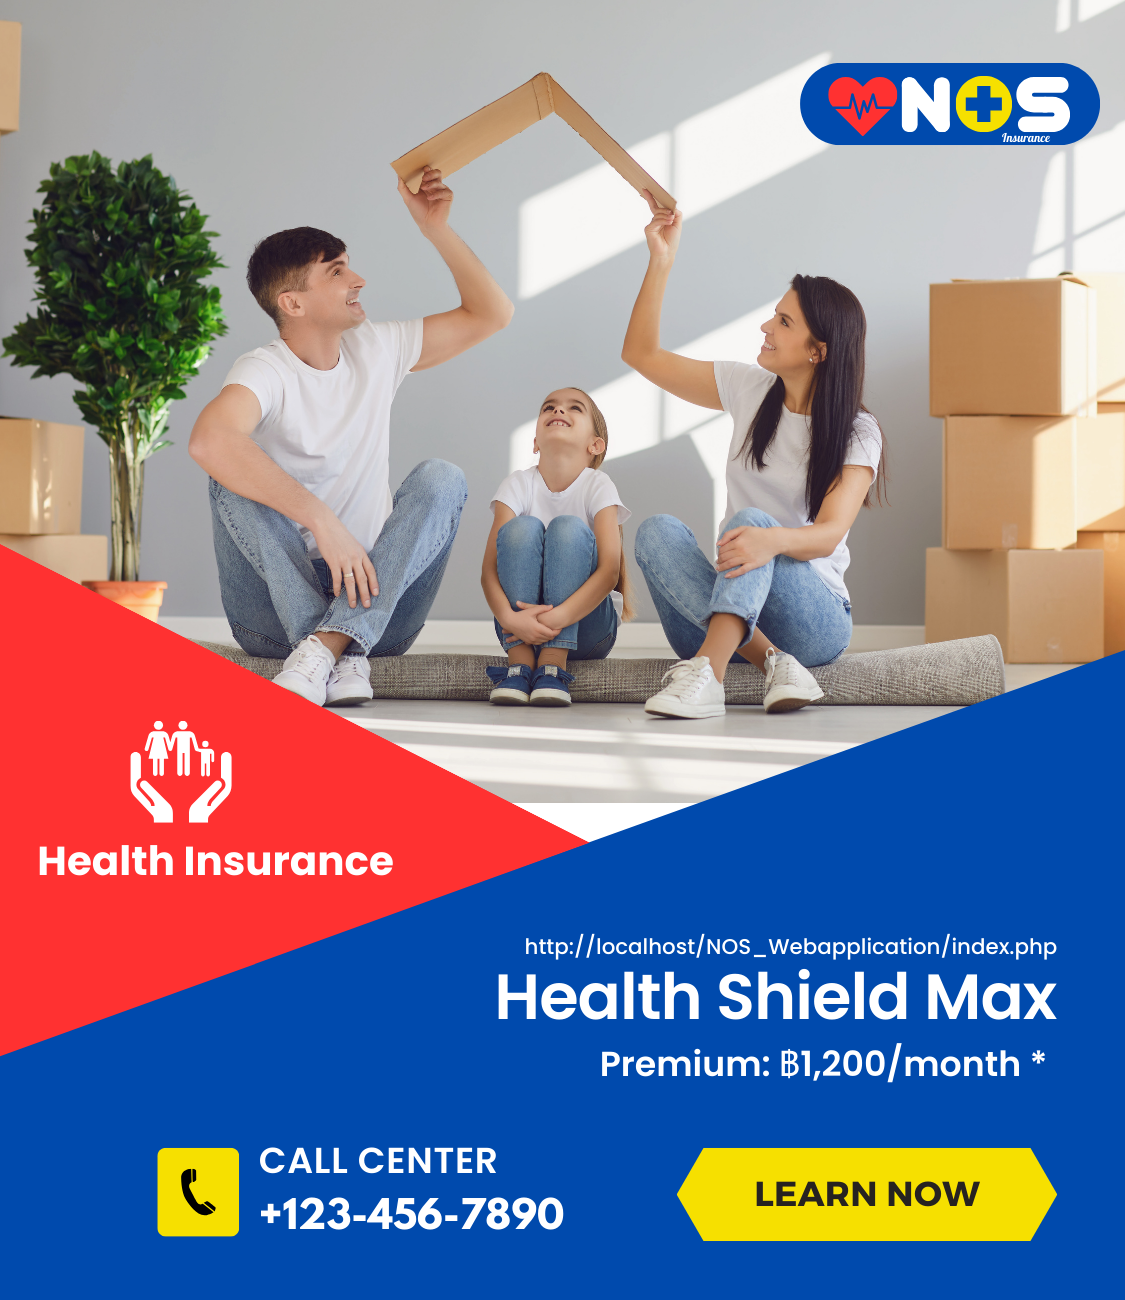 NOS
Insurance
Health Insurance
http://localhost/NOS_Webapplication/index.php
Health Shield Max
Premium: ฿1,200/month *
CALL CENTER
+123-456-7890
LEARN NOW